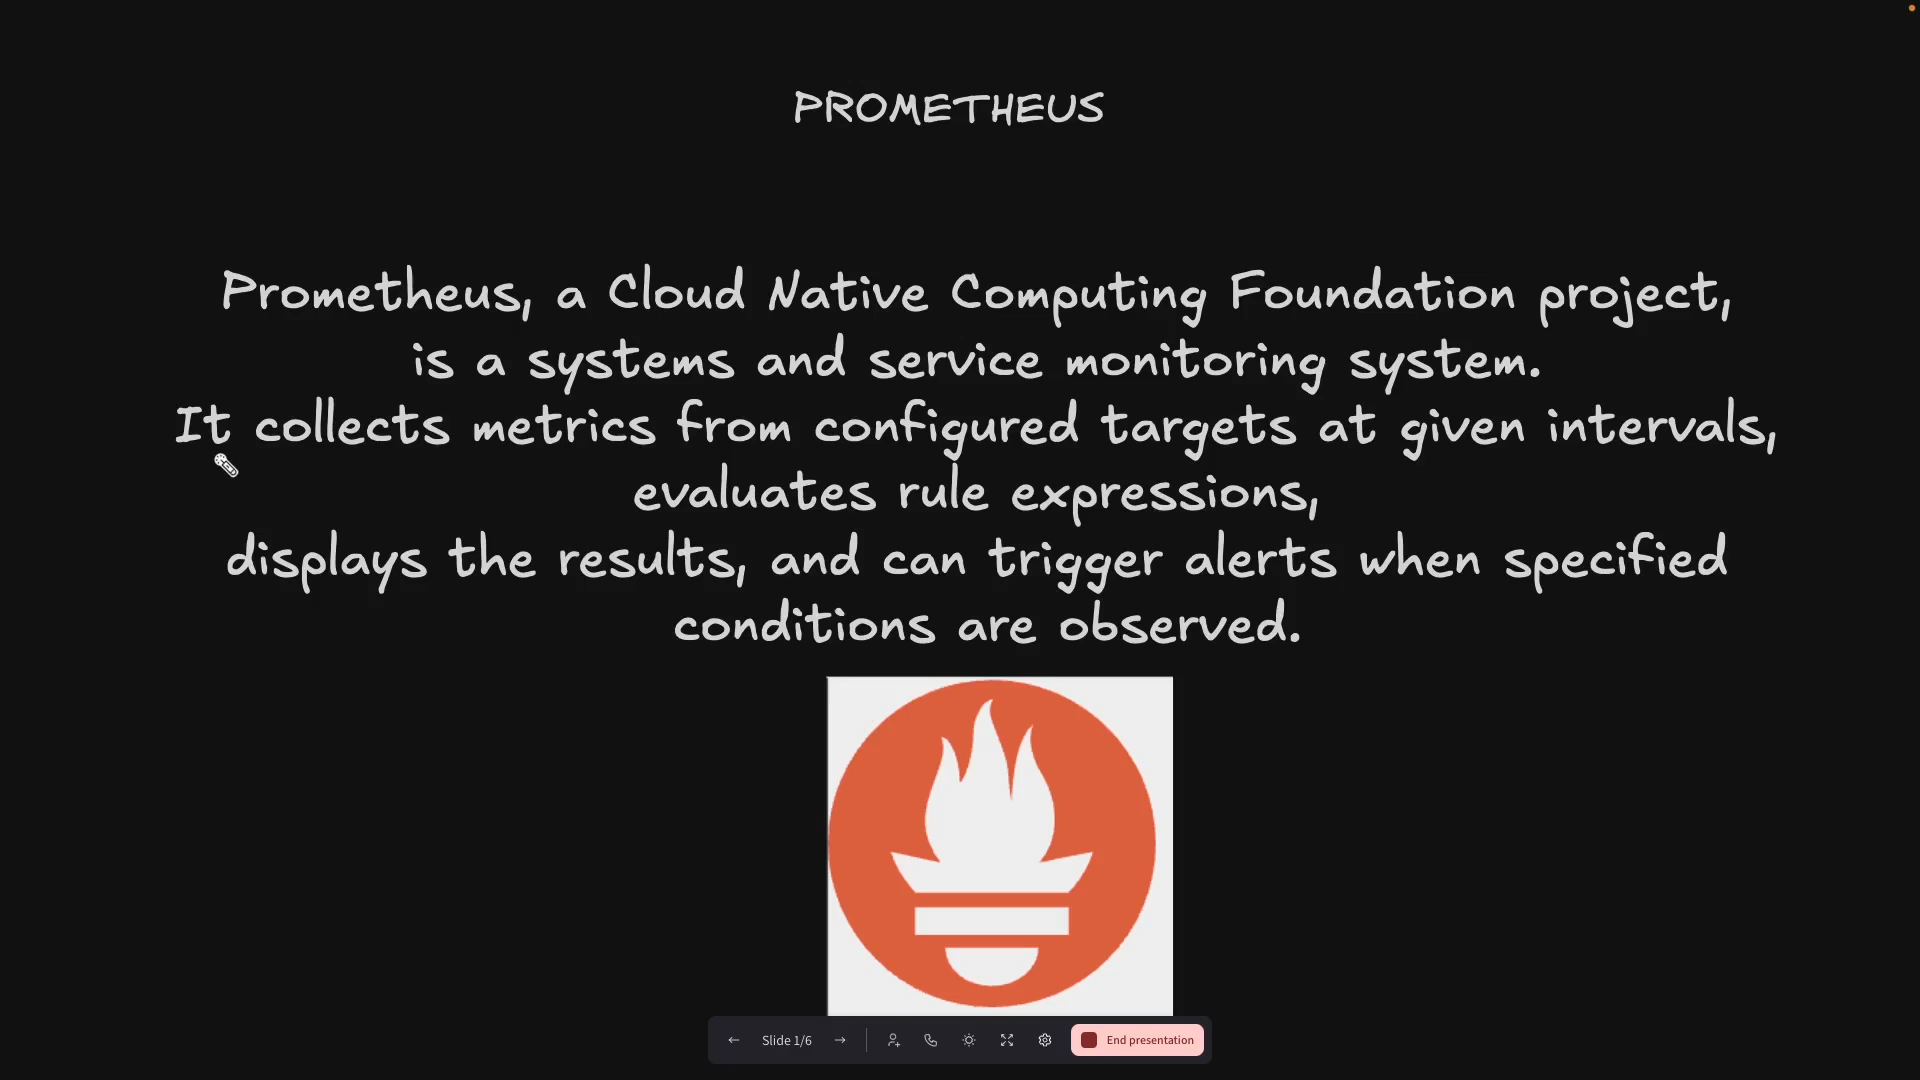 PROMETHEUS
Prometheus, a Cloud Native Computing Foundation project,
is a systems and service monitoring system.
It collects metrics from configured targets at given intervals,
evaluates rule expressions,
displays the results, and can trigger alerts when specified
conditions are observed.
Slide 1/6
End presentation